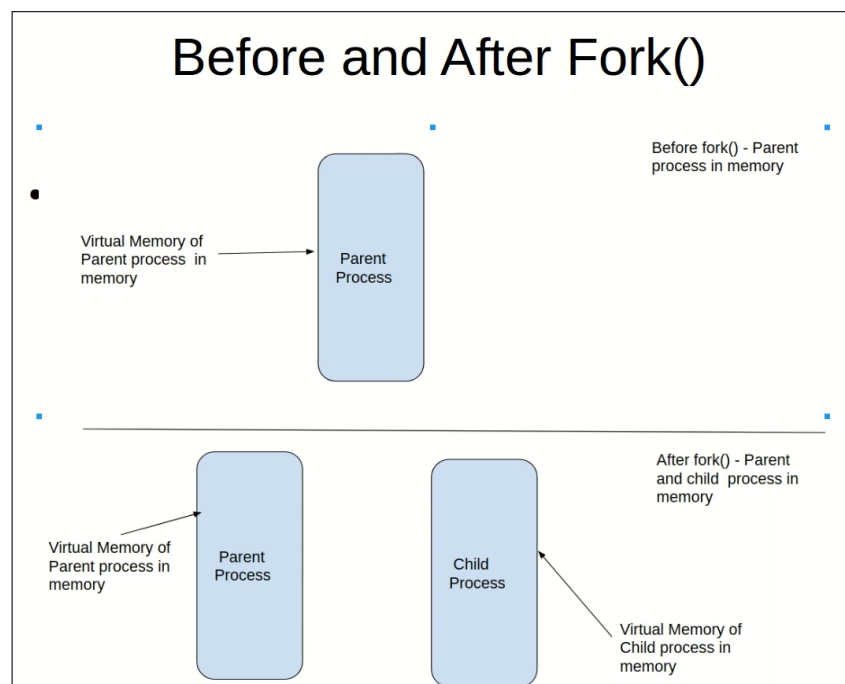 Before and After Fork()
Before fork() - Parent
process in memory
Virtual Memory of
Parent process in
memory
Parent
Process
After fork() - Parent
and child process in
memory
Virtual Memory of
Parent process in
memory
Parent
Process
Child
Process
Virtual Memory of
Child process in
memory